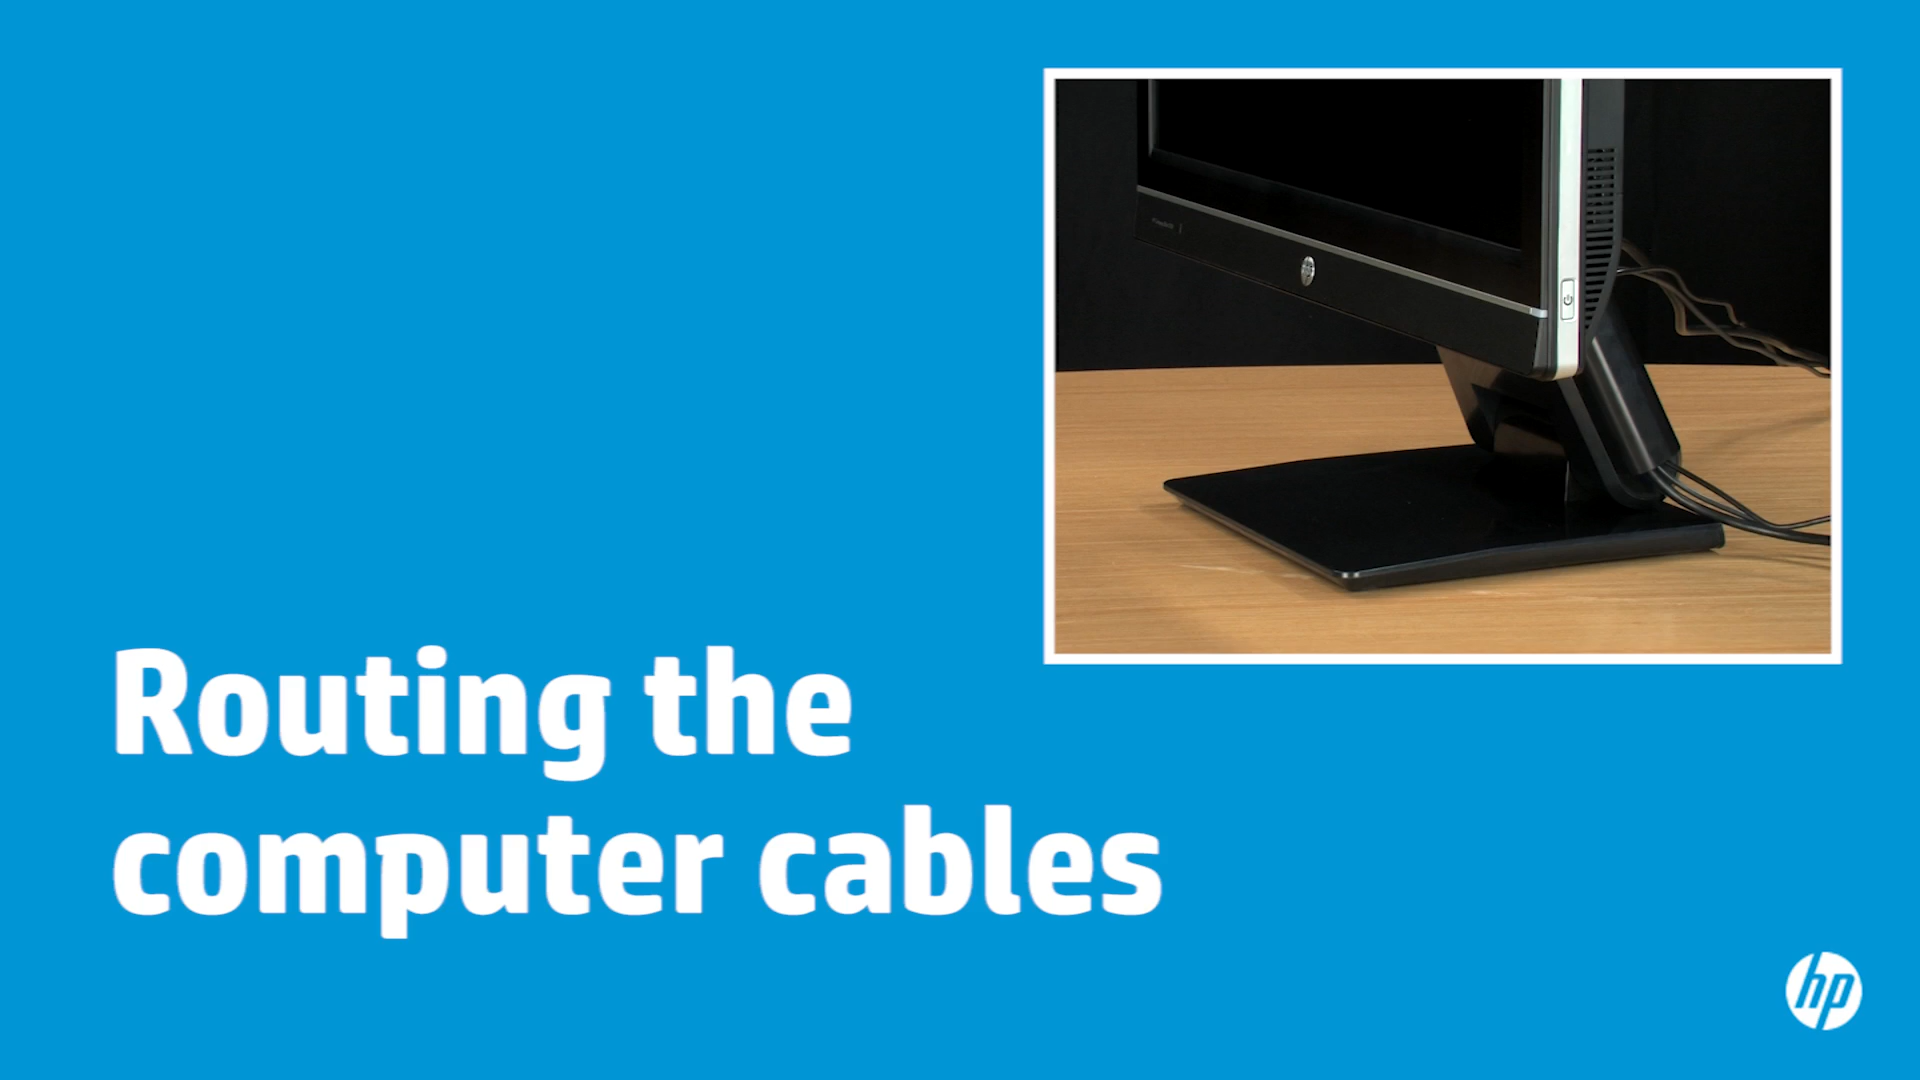 Routing the
computer cables
hp